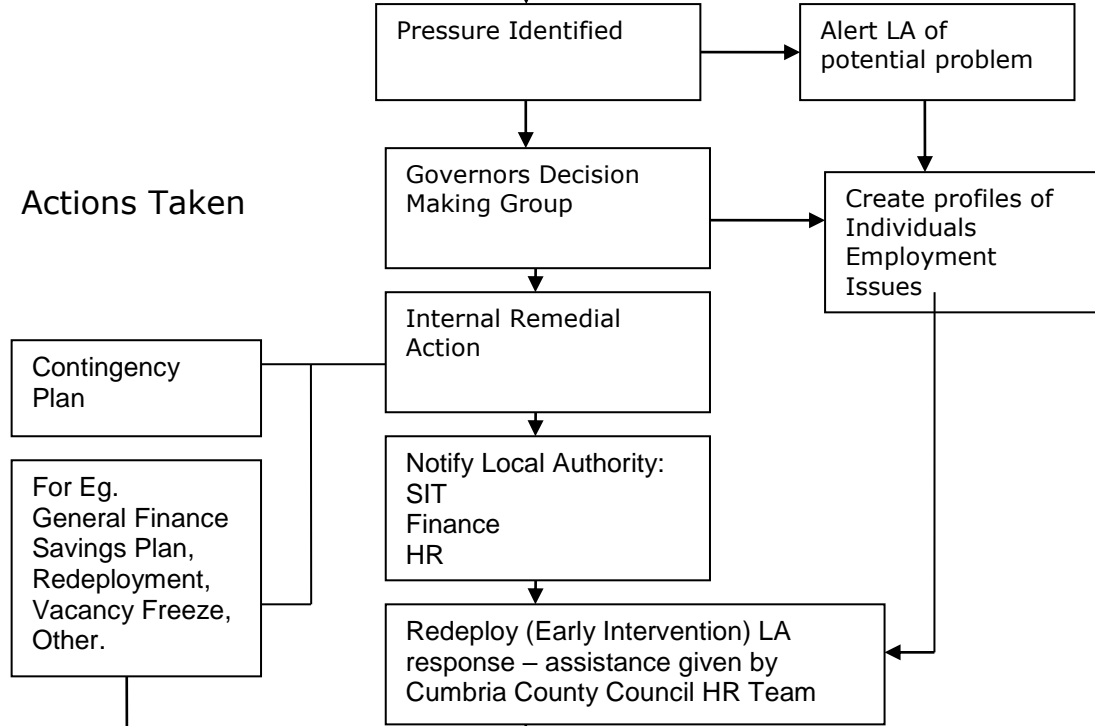 Pressure Identified
Alert LA of
potential problem
Actions Taken
Governors Decision
Making Group
Create profiles of
Individuals
Employment
Issues
Internal Remedial
Action
Contingency
Plan
Notify Local Authority:
SIT
Finance
HR
For Eg.
General Finance
Savings Plan,
Redeployment,
Vacancy Freeze,
Other.
Redeploy (Early Intervention) LA
response – assistance given by
Cumbria County Council HR Team